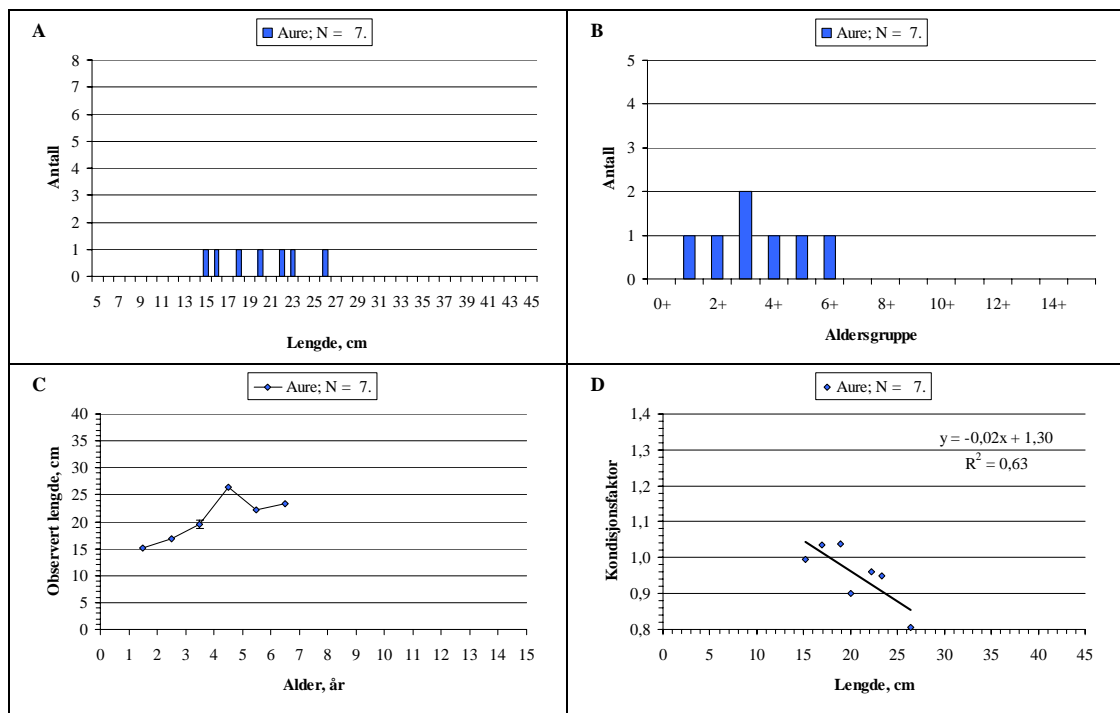 A
Aure; N = 7.
8
7
6
5
4
3
2
1
0
Antall
5 7 9 11 13 15 17 19 21 23 25 27 29 31 33 35 37 39 41 43 45
Lengde, cm
B
Aure; N = 7.
5
4
3
2
1
0
Antall
0+ 2+ 4+ 6+ 8+ 10+ 12+ 14+
Aldersgruppe
C
Aure; N = 7.
40
35
30
25
20
15
10
5
0
Observert lengde, cm
0 1 2 3 4 5 6 7 8 9 10 11 12 13 14 15
Alder, år
D
Aure; N = 7.
1,4
1,3
1,2
1,1
1,0
0,9
0,8
Kondisjonsfaktor
y = -0,02x + 1,30
R² = 0,63
0 5 10 15 20 25 30 35 40 45
Lengde, cm